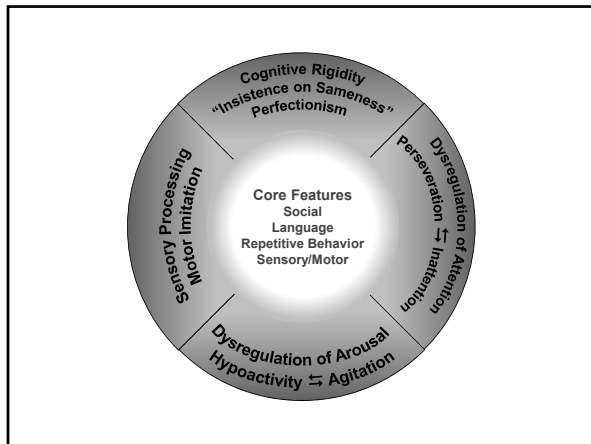 Cognitive Rigidity
“Insistence on Sameness”
Perfectionism
Dysregulation of Attention
Perseveration ⇆ Inattention
Sensory Processing
Motor Imitation
Core Features
Social
Language
Repetitive Behavior
Sensory/Motor
Dysregulation of Arousal
Hypoactivity ⇆ Agitation